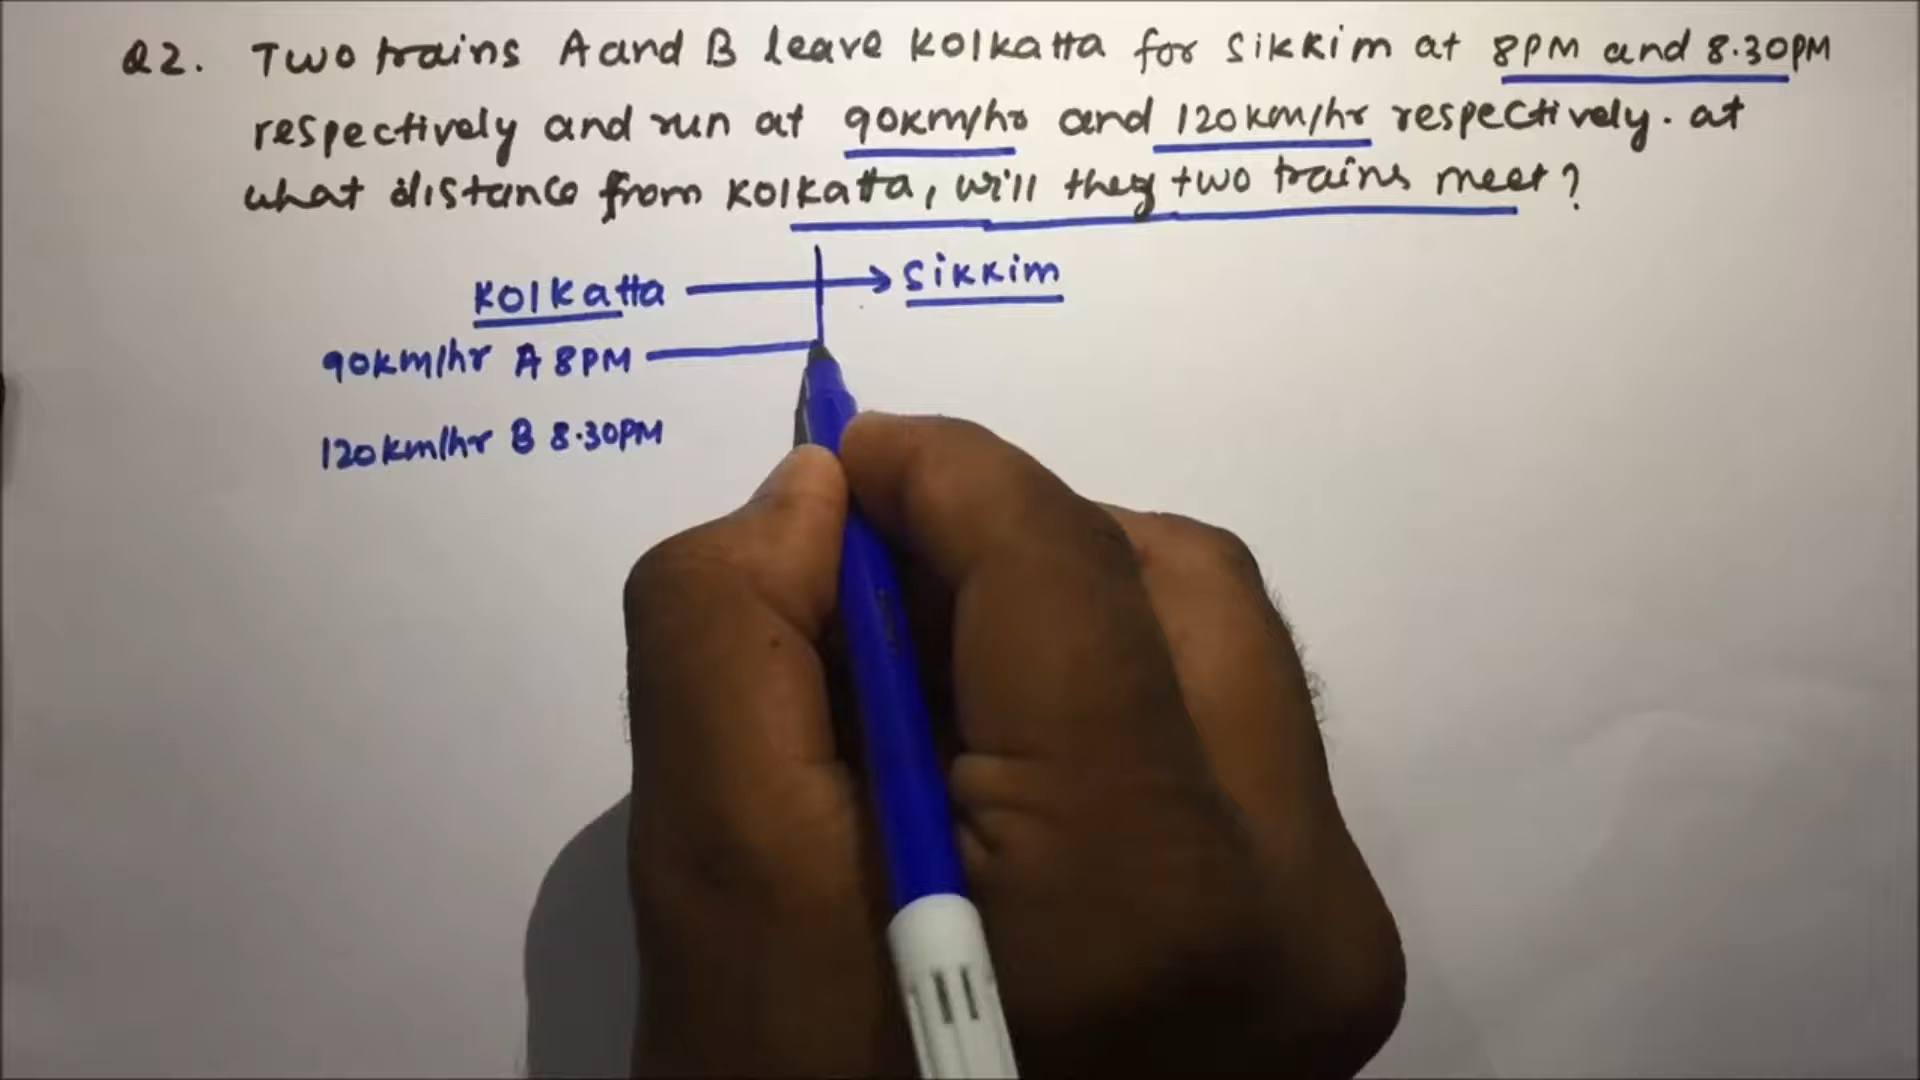 Q2. Two trains A and B leave Kolkatta for Sikkim at 8PM and 8.30PM
respectively and run at 90km/hr and 120km/hr respectively. at
what distance from Kolkatta, will they two trains meet?
Kolkatta → Sikkim
90km/hr A 8PM
120km/hr B 8.30PM